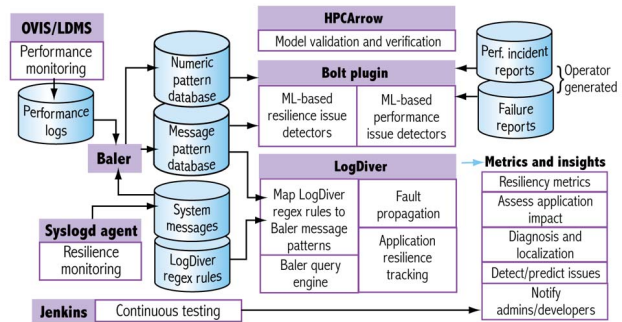 OVIS/LDMS
Performance
monitoring
Performance
logs
Baler
Syslogd agent
Resilience
monitoring
Numeric
pattern
database
Message
pattern
database
System
messages
LogDiver
regex rules
HPCArrow
Model validation and verification
Bolt plugin
ML-based
resilience issue
detectors
ML-based
performance
issue detectors
Perf. incident
reports
Failure
reports
Operator
generated
LogDiver
Map LogDiver
regex rules to
Baler message
patterns
Baler query
engine
Fault
propagation
Application
resilience
tracking
Metrics and insights
Resiliency metrics
Assess application
impact
Diagnosis and
localization
Detect/predict issues
Notify
admins/developers
Jenkins
Continuous testing